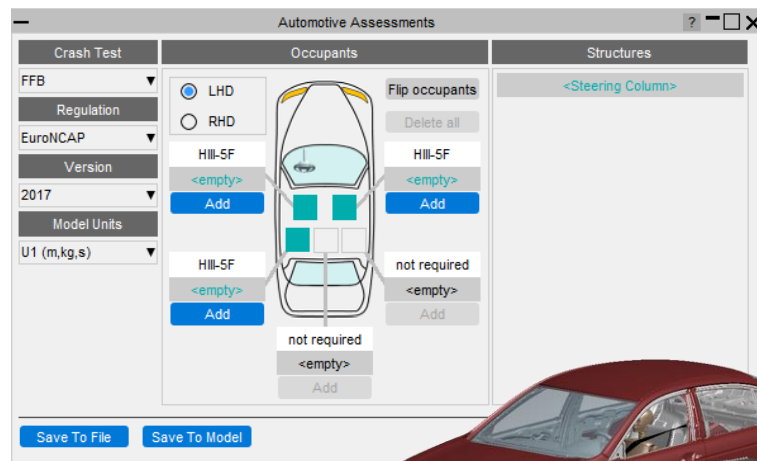 Automotive Assessments
?
Crash Test
FFB
Regulation
EuroNCAP
Version
2017
Model Units
U1 (m,kg,s)
Occupants
LHD
RHD
Flip occupants
Delete all
HIII-5F
<empty>
Add
HIII-5F
<empty>
Add
HIII-5F
<empty>
Add
not required
<empty>
Add
not required
<empty>
Add
Structures
<Steering Column>
Save To File
Save To Model